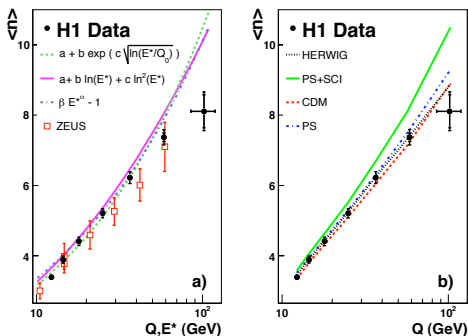 <n>
<n>
H1 Data
a + b exp ( c √ln(E*/Q₀) )
a+ b ln(E*) + c ln²(E*)
β E*^α - 1
ZEUS
10
8
6
4
a)
10
10²
Q,E* (GeV)
H1 Data
HERWIG
PS+SCI
CDM
PS
10
8
6
4
b)
10
10²
Q (GeV)